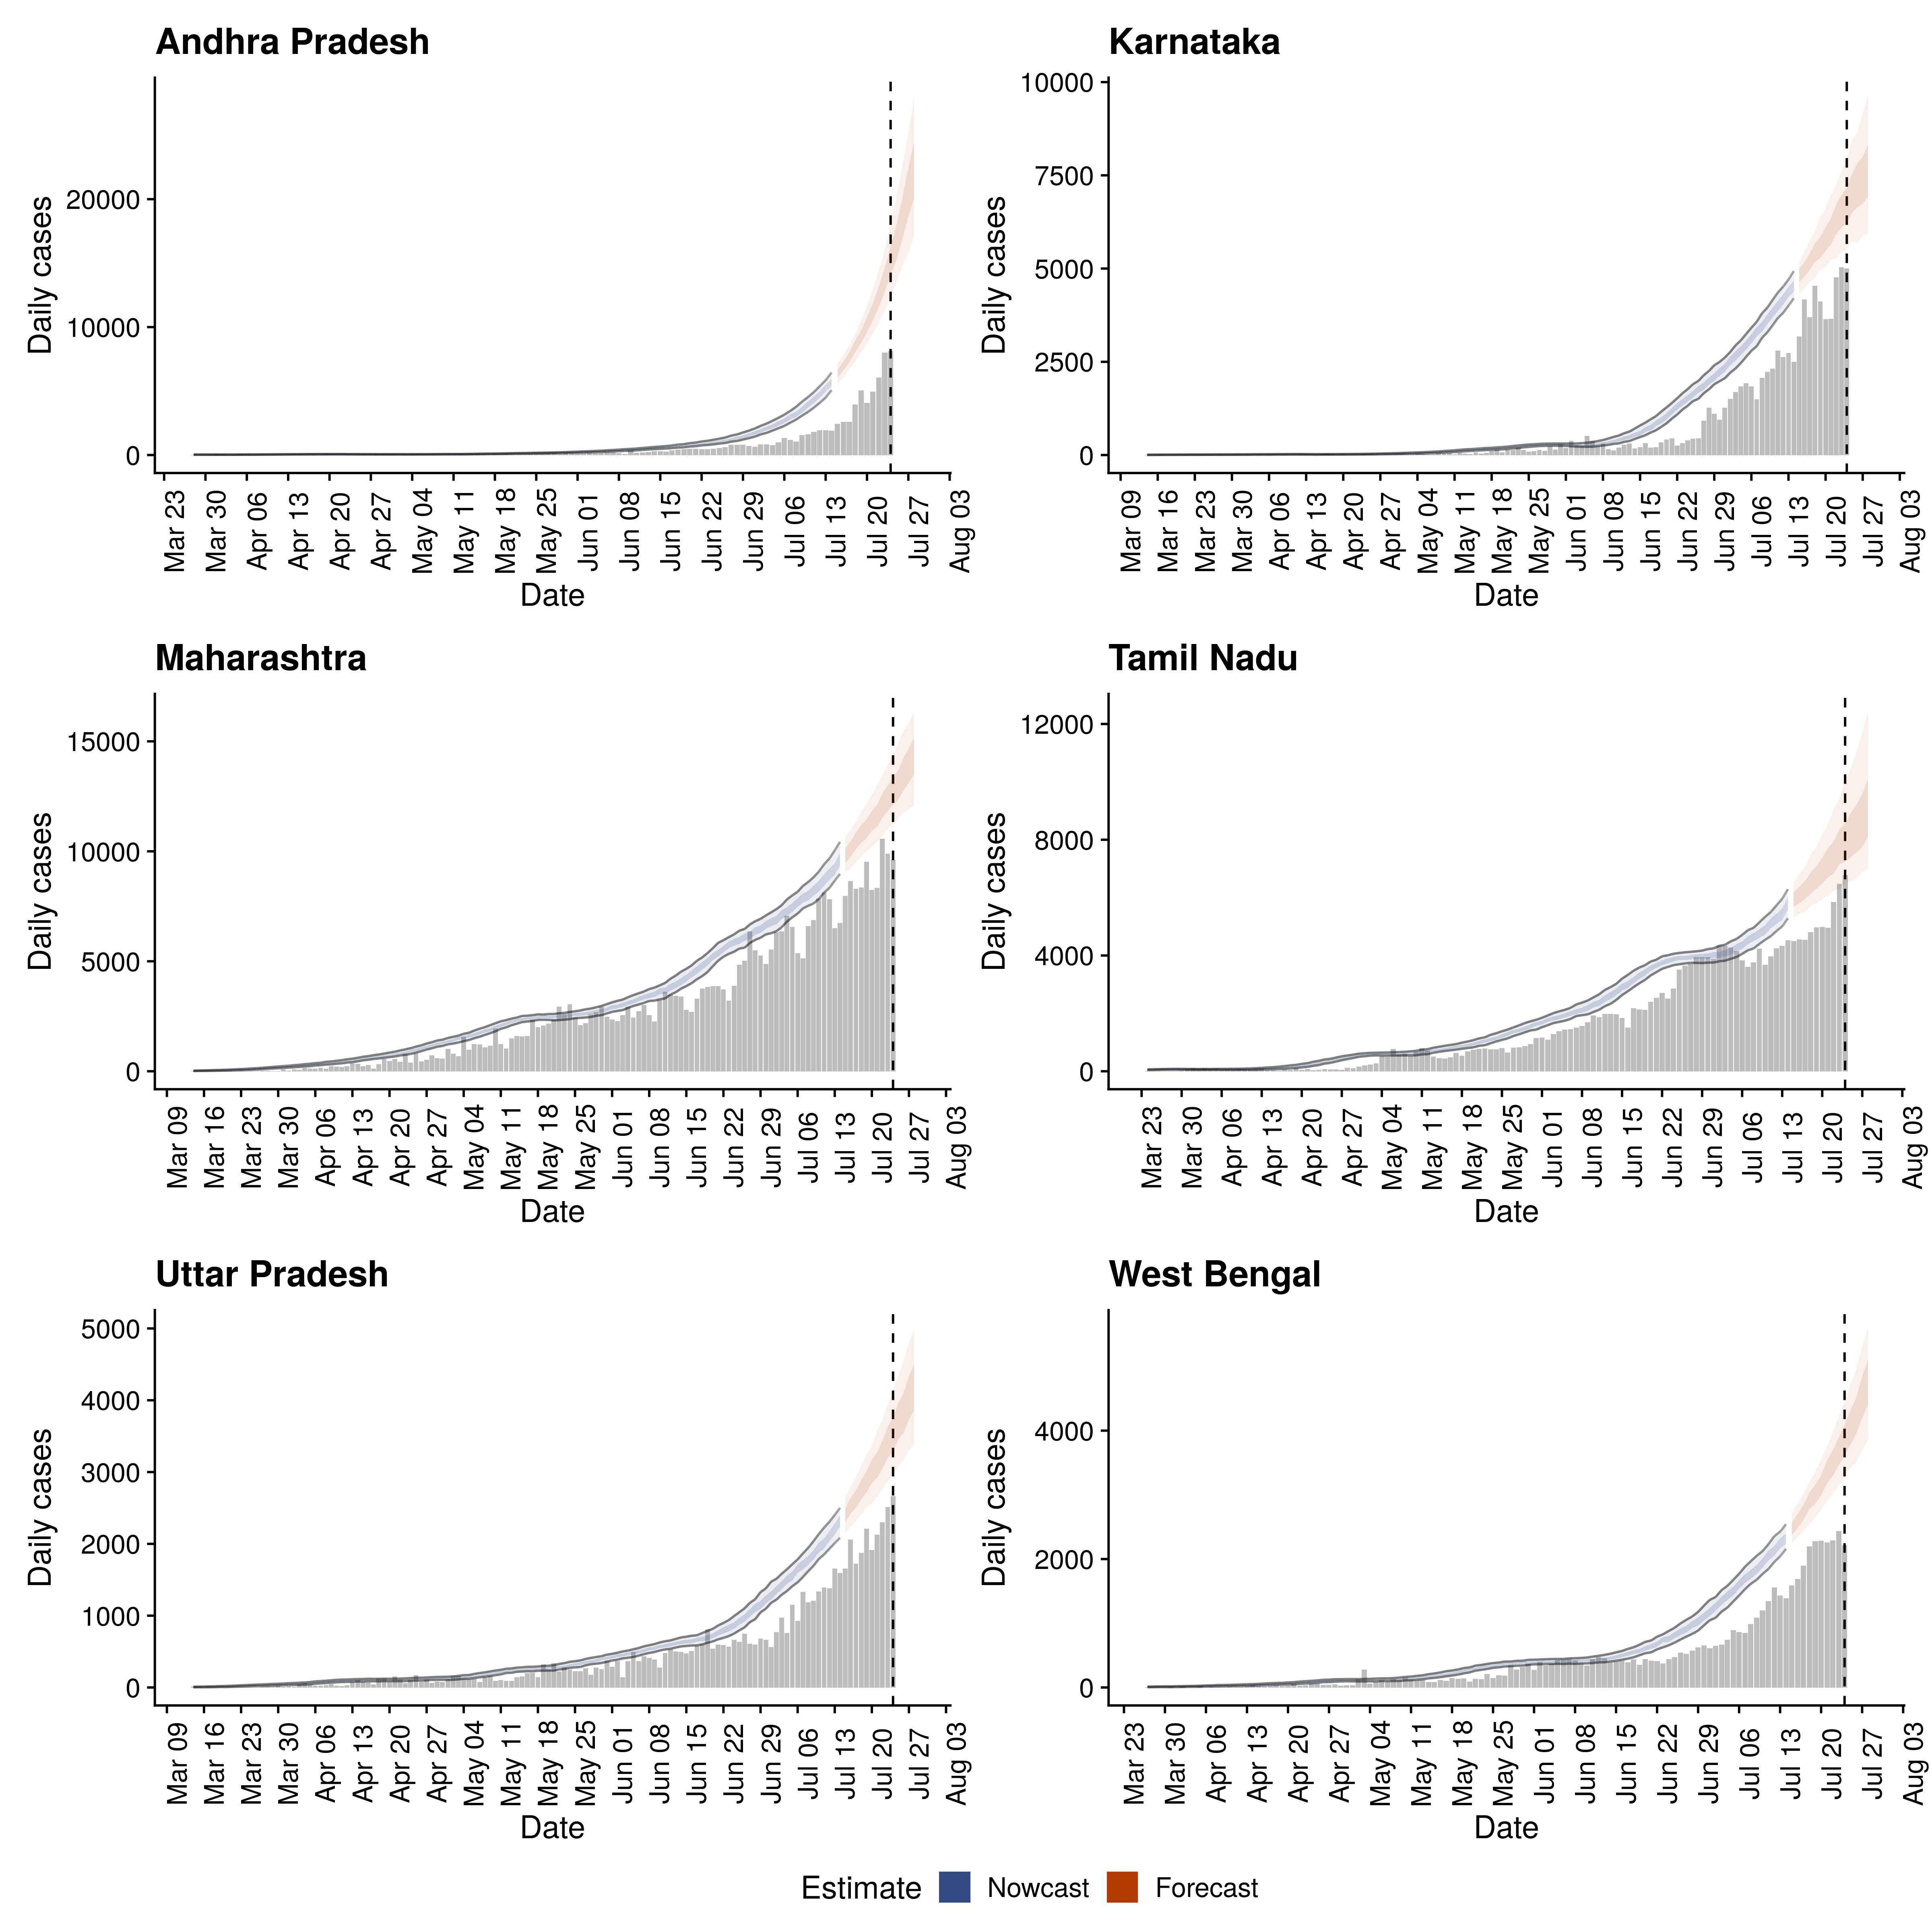 Andhra Pradesh
Daily cases
20000
10000
0
Mar 23
Mar 30
Apr 06
Apr 13
Apr 20
Apr 27
May 04
May 11
May 18
May 25
Jun 01
Jun 08
Jun 15
Jun 22
Jun 29
Jul 06
Jul 13
Jul 20
Jul 27
Aug 03
Date
Karnataka
Daily cases
10000
7500
5000
2500
0
Mar 09
Mar 16
Mar 23
Mar 30
Apr 06
Apr 13
Apr 20
Apr 27
May 04
May 11
May 18
May 25
Jun 01
Jun 08
Jun 15
Jun 22
Jun 29
Jul 06
Jul 13
Jul 20
Jul 27
Aug 03
Date
Maharashtra
Daily cases
15000
10000
5000
0
Mar 09
Mar 16
Mar 23
Mar 30
Apr 06
Apr 13
Apr 20
Apr 27
May 04
May 11
May 18
May 25
Jun 01
Jun 08
Jun 15
Jun 22
Jun 29
Jul 06
Jul 13
Jul 20
Jul 27
Aug 03
Date
Tamil Nadu
Daily cases
12000
8000
4000
0
Mar 23
Mar 30
Apr 06
Apr 13
Apr 20
Apr 27
May 04
May 11
May 18
May 25
Jun 01
Jun 08
Jun 15
Jun 22
Jun 29
Jul 06
Jul 13
Jul 20
Jul 27
Aug 03
Date
Uttar Pradesh
Daily cases
5000
4000
3000
2000
1000
0
Mar 09
Mar 16
Mar 23
Mar 30
Apr 06
Apr 13
Apr 20
Apr 27
May 04
May 11
May 18
May 25
Jun 01
Jun 08
Jun 15
Jun 22
Jun 29
Jul 06
Jul 13
Jul 20
Jul 27
Aug 03
Date
West Bengal
Daily cases
4000
2000
0
Mar 23
Mar 30
Apr 06
Apr 13
Apr 20
Apr 27
May 04
May 11
May 18
May 25
Jun 01
Jun 08
Jun 15
Jun 22
Jun 29
Jul 06
Jul 13
Jul 20
Jul 27
Aug 03
Date
Estimate Nowcast Forecast